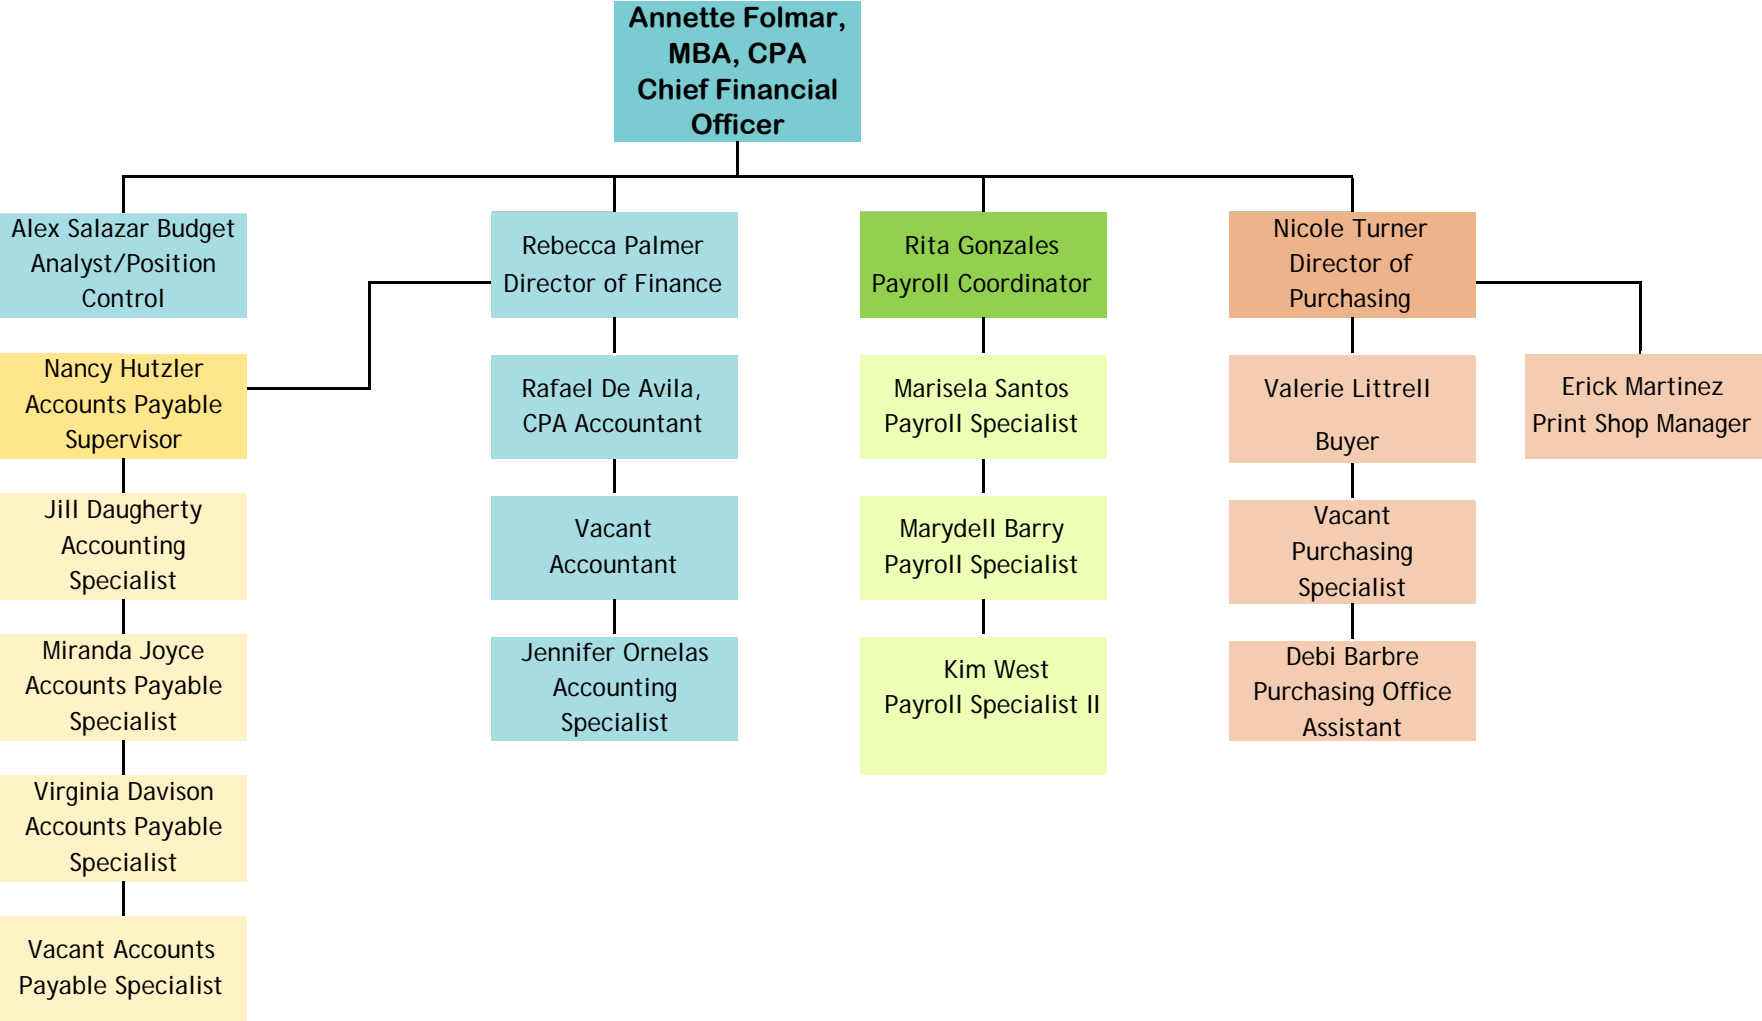 Annette Folmar,
MBA, CPA
Chief Financial
Officer
Alex Salazar Budget
Analyst/Position
Control
Rebecca Palmer
Director of Finance
Rita Gonzales
Payroll Coordinator
Nicole Turner
Director of
Purchasing
Nancy Hutzler
Accounts Payable
Supervisor
Rafael De Avila,
CPA Accountant
Marisela Santos
Payroll Specialist
Valerie Littrell
Buyer
Erick Martinez
Print Shop Manager
Jill Daugherty
Accounting
Specialist
Vacant
Accountant
Marydell Barry
Payroll Specialist
Vacant
Purchasing
Specialist
Miranda Joyce
Accounts Payable
Specialist
Jennifer Ornelas
Accounting
Specialist
Kim West
Payroll Specialist II
Debi Barbre
Purchasing Office
Assistant
Virginia Davison
Accounts Payable
Specialist
Vacant Accounts
Payable Specialist